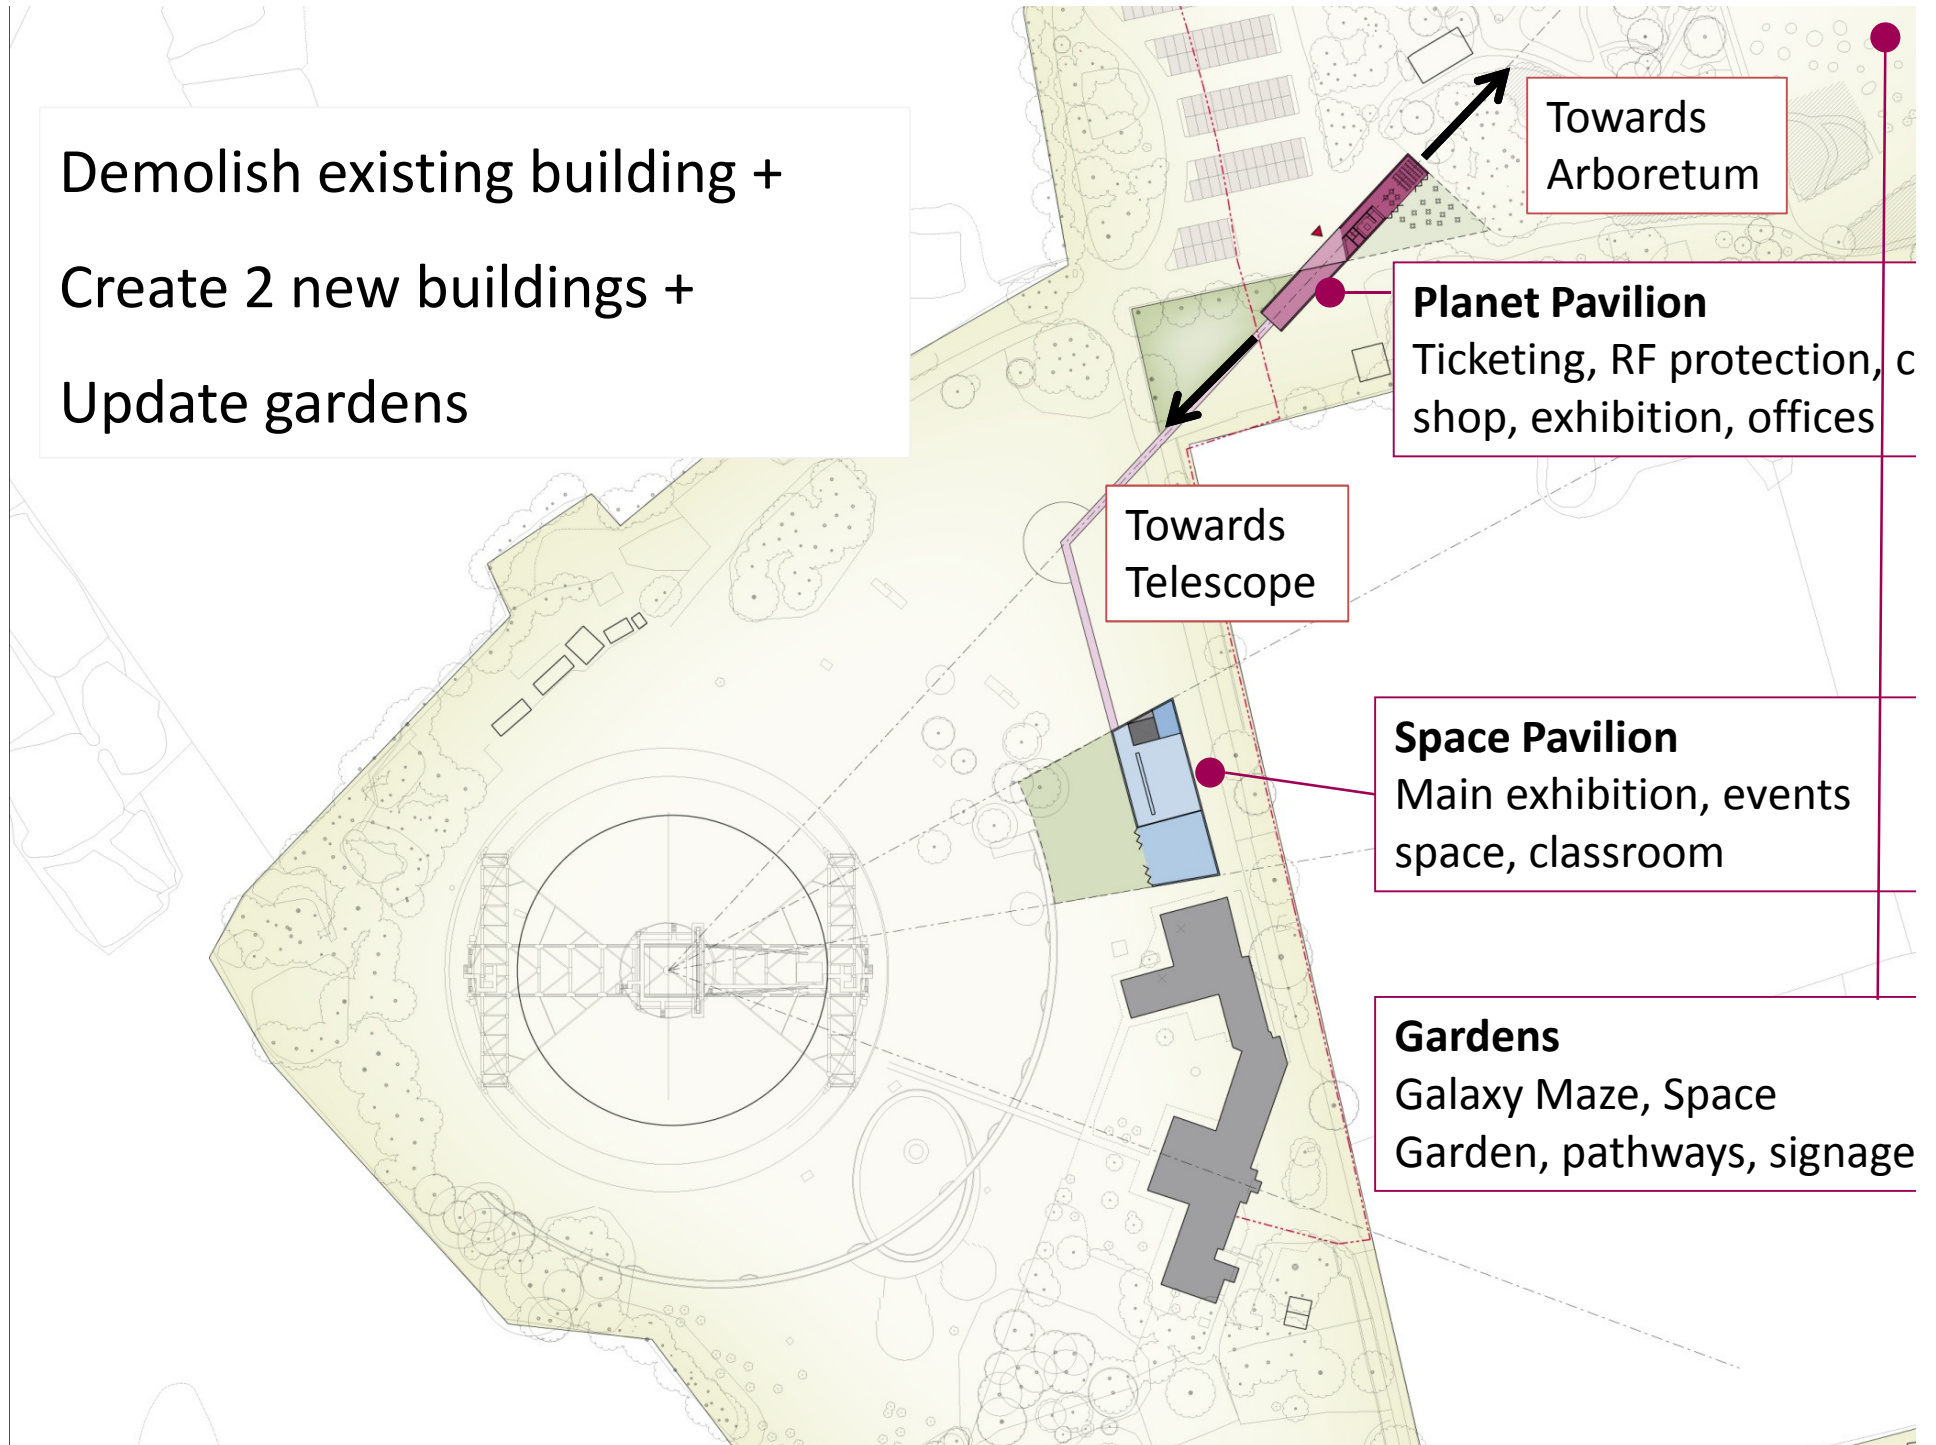 Demolish existing building +
Create 2 new buildings +
Update gardens
Towards
Arboretum
Planet Pavilion
Ticketing, RF protection, c
shop, exhibition, offices
Towards
Telescope
Space Pavilion
Main exhibition, events
space, classroom
Gardens
Galaxy Maze, Space
Garden, pathways, signage